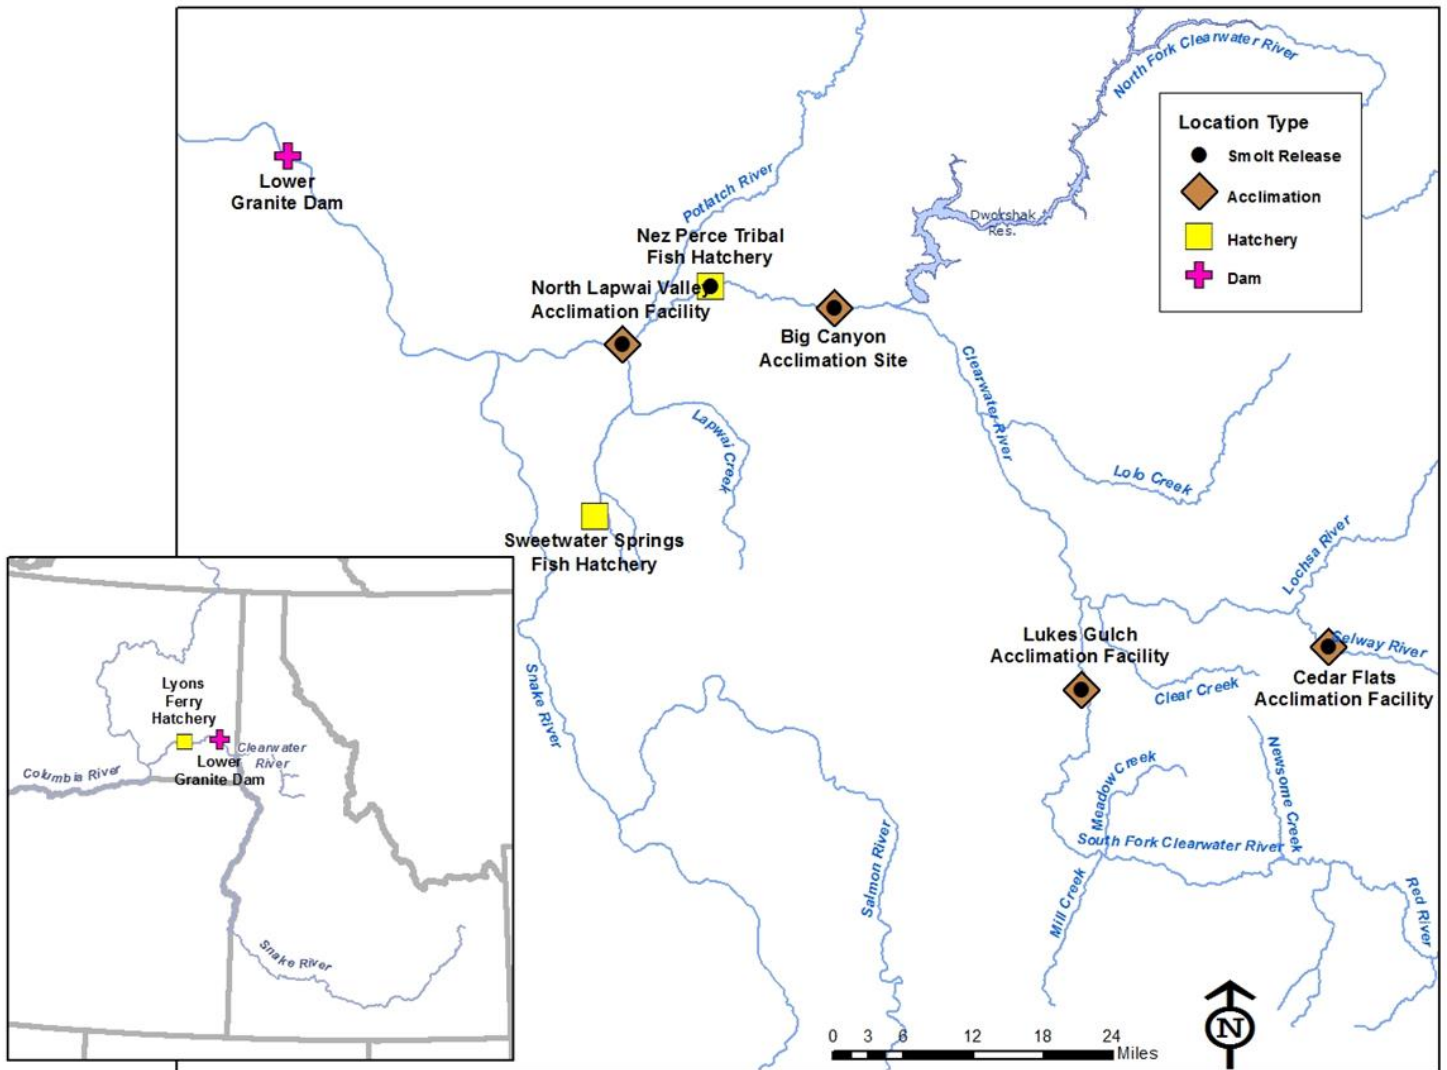 North Fork Clearwater River
Location Type
Smolt Release
Acclimation
Hatchery
Dam
Lower
Granite Dam
Potlatch River
Dworshak
Res.
Nez Perce Tribal
Fish Hatchery
North Lapwai Valley
Acclimation Facility
Big Canyon
Acclimation Site
Clearwater River
Lapwai Creek
Lolo Creek
Sweetwater Springs
Fish Hatchery
Lochsa River
Selway River
Lukes Gulch
Acclimation Facility
Cedar Flats
Acclimation Facility
Clear Creek
Snake River
Newsome Creek
Meadow Creek
South Fork Clearwater River
Salmon River
Mill Creek
Red River
Lyons
Ferry
Hatchery
Clearwater
River
Lower
Granite Dam
Columbia River
Snake River
N
0 3 6 12 18 24
Miles